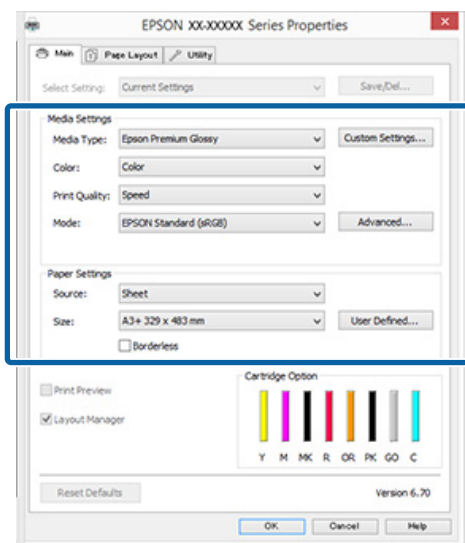 EPSON XX-XXXXX Series Properties
Main Page Layout Utility
Select Setting: Current Settings Save/Del...
Media Settings
Media Type: Epson Premium Glossy Custom Settings...
Color: Color
Print Quality: Speed
Mode: EPSON Standard (sRGB) Advanced...
Paper Settings
Source: Sheet
Size: A3+ 329 x 483 mm User Defined...
Borderless
Cartridge Option
Print Preview
Layout Manager
Y M MK R OR PK GO C
Reset Defaults Version 6.70
OK Cancel Help